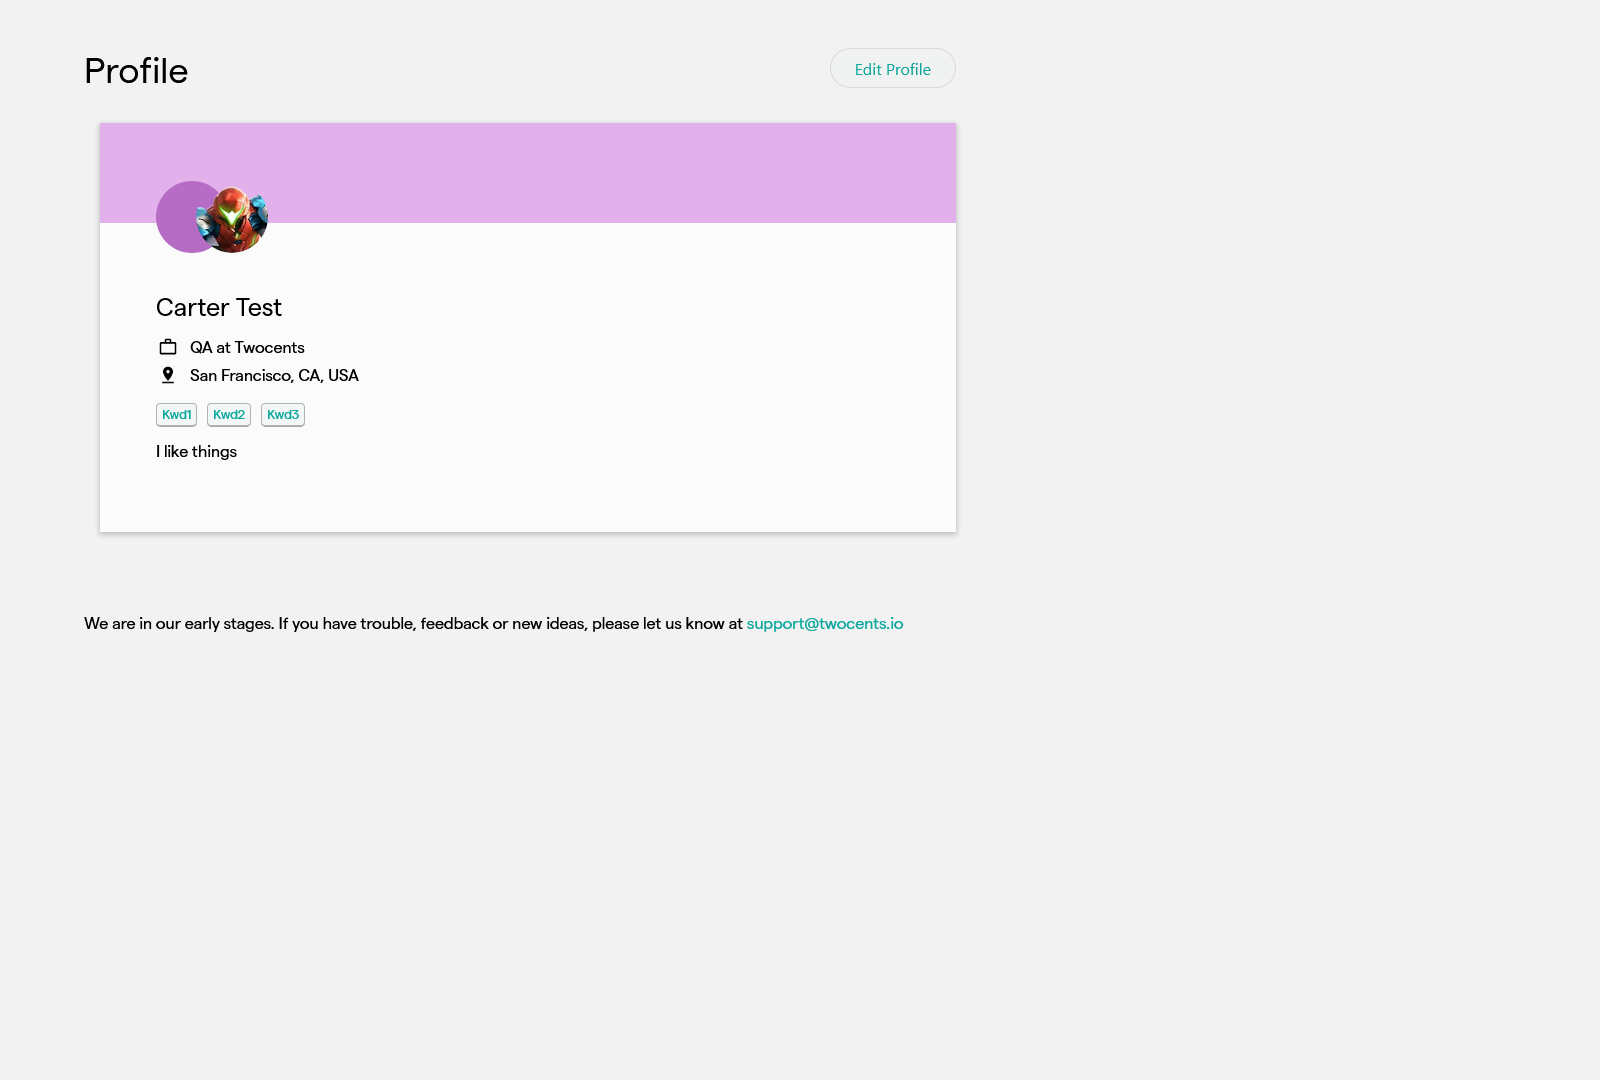 Profile
Edit Profile
Carter Test
QA at Twocents
San Francisco, CA, USA
Kwd1 Kwd2 Kwd3
I like things
We are in our early stages. If you have trouble, feedback or new ideas, please let us know at support@twocents.io